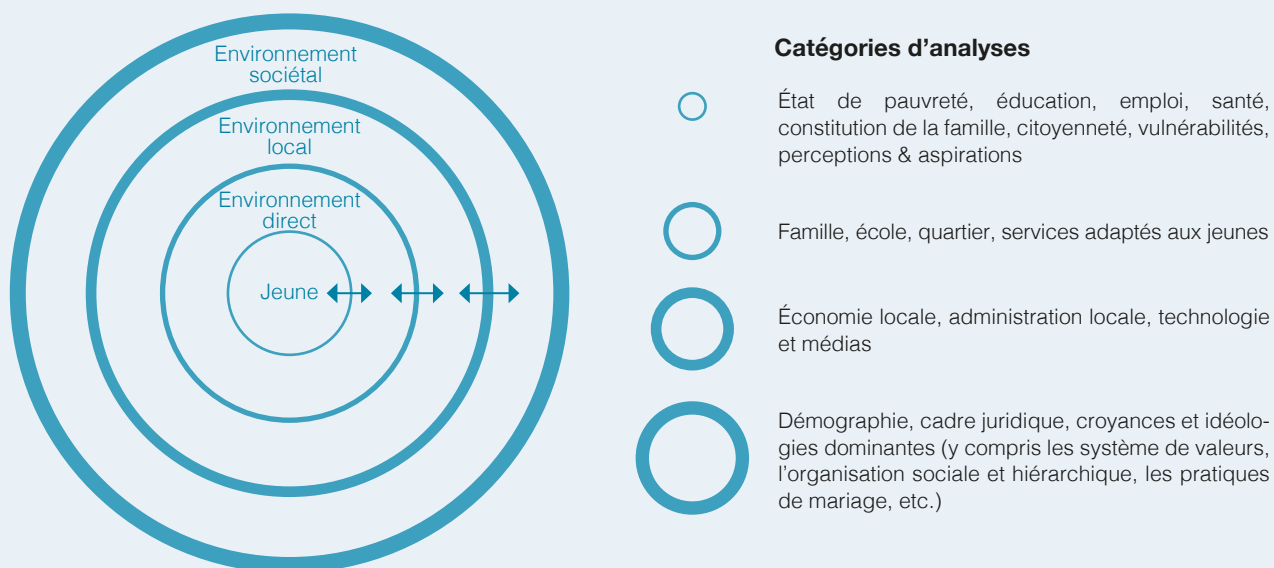 Environnement
sociétal
Environnement
local
Environnement
direct
Jeune
Catégories d’analyses
État de pauvreté, éducation, emploi, santé,
constitution de la famille, citoyenneté, vulnérabilités,
perceptions & aspirations
Famille, école, quartier, services adaptés aux jeunes
Économie locale, administration locale, technologie
et médias
Démographie, cadre juridique, croyances et idéolo-
gies dominantes (y compris les système de valeurs,
l’organisation sociale et hiérarchique, les pratiques
de mariage, etc.)